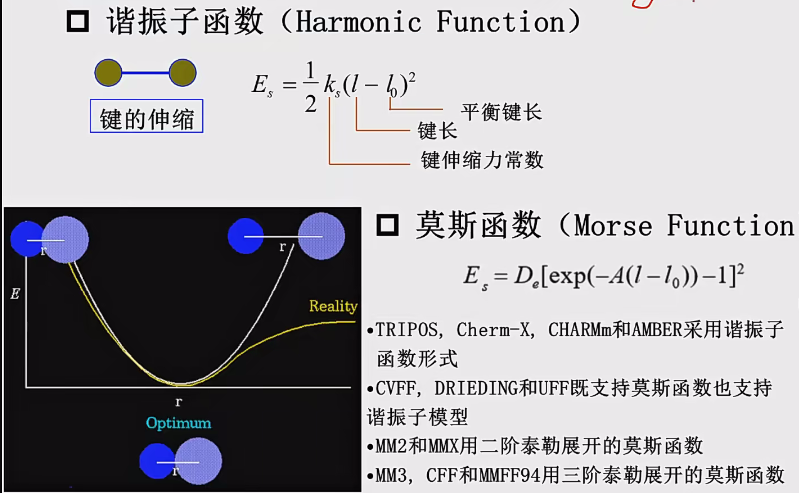 谐振子函数（Harmonic Function）
键的伸缩
E_s = \frac{1}{2} k_s (l - l_0)^2
平衡键长
键长
键伸缩力常数
r
r
E
Reality
r
Optimum
r
莫斯函数（Morse Function
E_s = D_e[exp(-A(l-l_0))-1]^2
•TRIPOS, Cherm-X, CHARMm和AMBER采用谐振子
函数形式
•CVFF, DRIEDING和UFF既支持莫斯函数也支持
谐振子模型
•MM2和MMX用二阶泰勒展开的莫斯函数
•MM3, CFF和MMFF94用三阶泰勒展开的莫斯函数